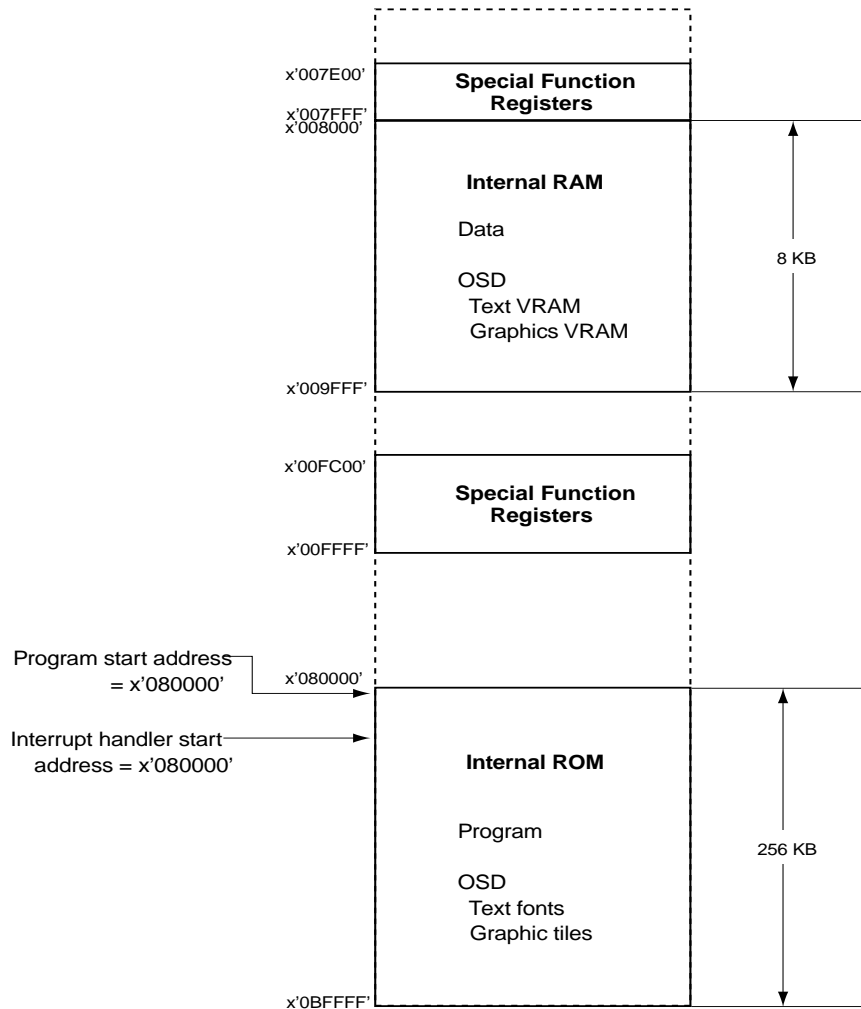 x’007E00’
Special Function
Registers
x’007FFF’
x’008000’
Internal RAM
Data
8 KB
OSD
Text VRAM
Graphics VRAM
x’009FFF’
x’00FC00’
Special Function
Registers
x’00FFFF’
Program start address
= x’080000’
x’080000’
Interrupt handler start
address = x’080000’
Internal ROM
Program
256 KB
OSD
Text fonts
Graphic tiles
x’0BFFFF’